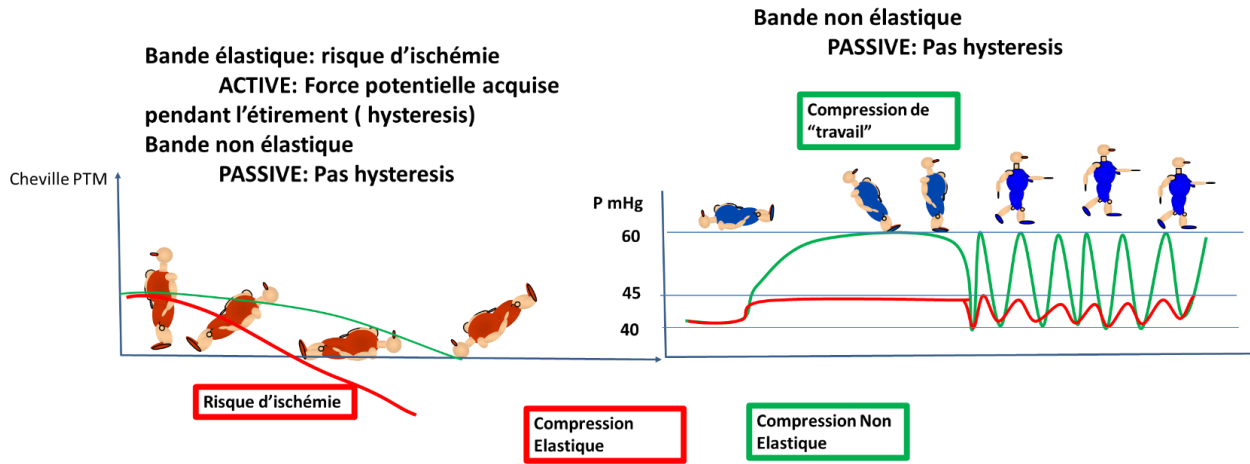 Bande élastique: risque d’ischémie
ACTIVE: Force potentielle acquise
pendant l’étirement ( hysteresis)
Bande non élastique
PASSIVE: Pas hysteresis
Cheville PTM
Risque d’ischémie
Bande non élastique
PASSIVE: Pas hysteresis
Compression de
“travail”
P mHg
60
45
40
Compression
Elastique
Compression Non
Elastique